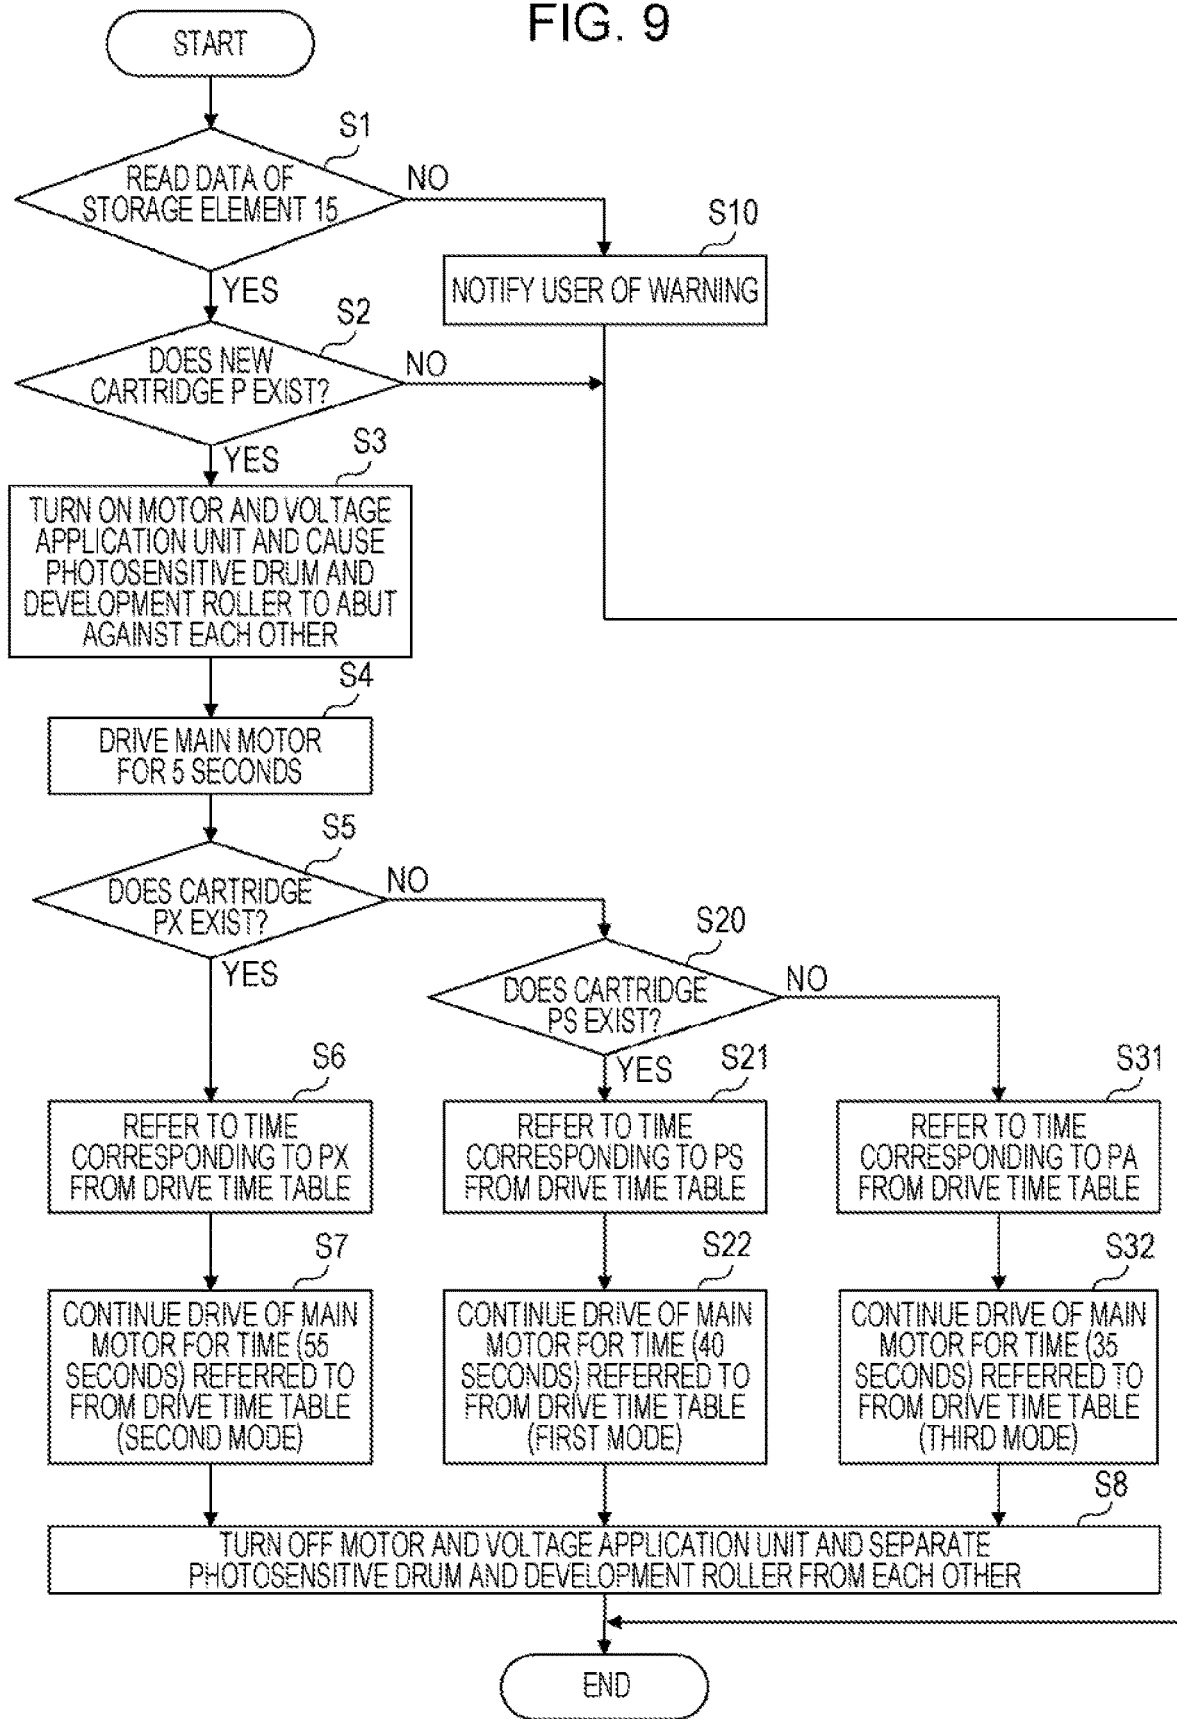 FIG. 9
START
S1
READ DATA OF
STORAGE ELEMENT 15
NO
YES
S10
NOTIFY USER OF WARNING
S2
DOES NEW
CARTRIDGE P EXIST?
NO
YES
S3
TURN ON MOTOR AND VOLTAGE
APPLICATION UNIT AND CAUSE
PHOTOSENSITIVE DRUM AND
DEVELOPMENT ROLLER TO ABUT
AGAINST EACH OTHER
S4
DRIVE MAIN MOTOR
FOR 5 SECONDS
S5
DOES CARTRIDGE
PX EXIST?
NO
YES
S20
DOES CARTRIDGE
PS EXIST?
NO
YES
S6
REFER TO TIME
CORRESPONDING TO PX
FROM DRIVE TIME TABLE
S21
REFER TO TIME
CORRESPONDING TO PS
FROM DRIVE TIME TABLE
S31
REFER TO TIME
CORRESPONDING TO PA
FROM DRIVE TIME TABLE
S7
CONTINUE DRIVE OF MAIN
MOTOR FOR TIME (55
SECONDS) REFERRED TO
FROM DRIVE TIME TABLE
(SECOND MODE)
S22
CONTINUE DRIVE OF MAIN
MOTOR FOR TIME (40
SECONDS) REFERRED TO
FROM DRIVE TIME TABLE
(FIRST MODE)
S32
CONTINUE DRIVE OF MAIN
MOTOR FOR TIME (35
SECONDS) REFERRED TO
FROM DRIVE TIME TABLE
(THIRD MODE)
S8
TURN OFF MOTOR AND VOLTAGE APPLICATION UNIT AND SEPARATE
PHOTOSENSITIVE DRUM AND DEVELOPMENT ROLLER FROM EACH OTHER
END